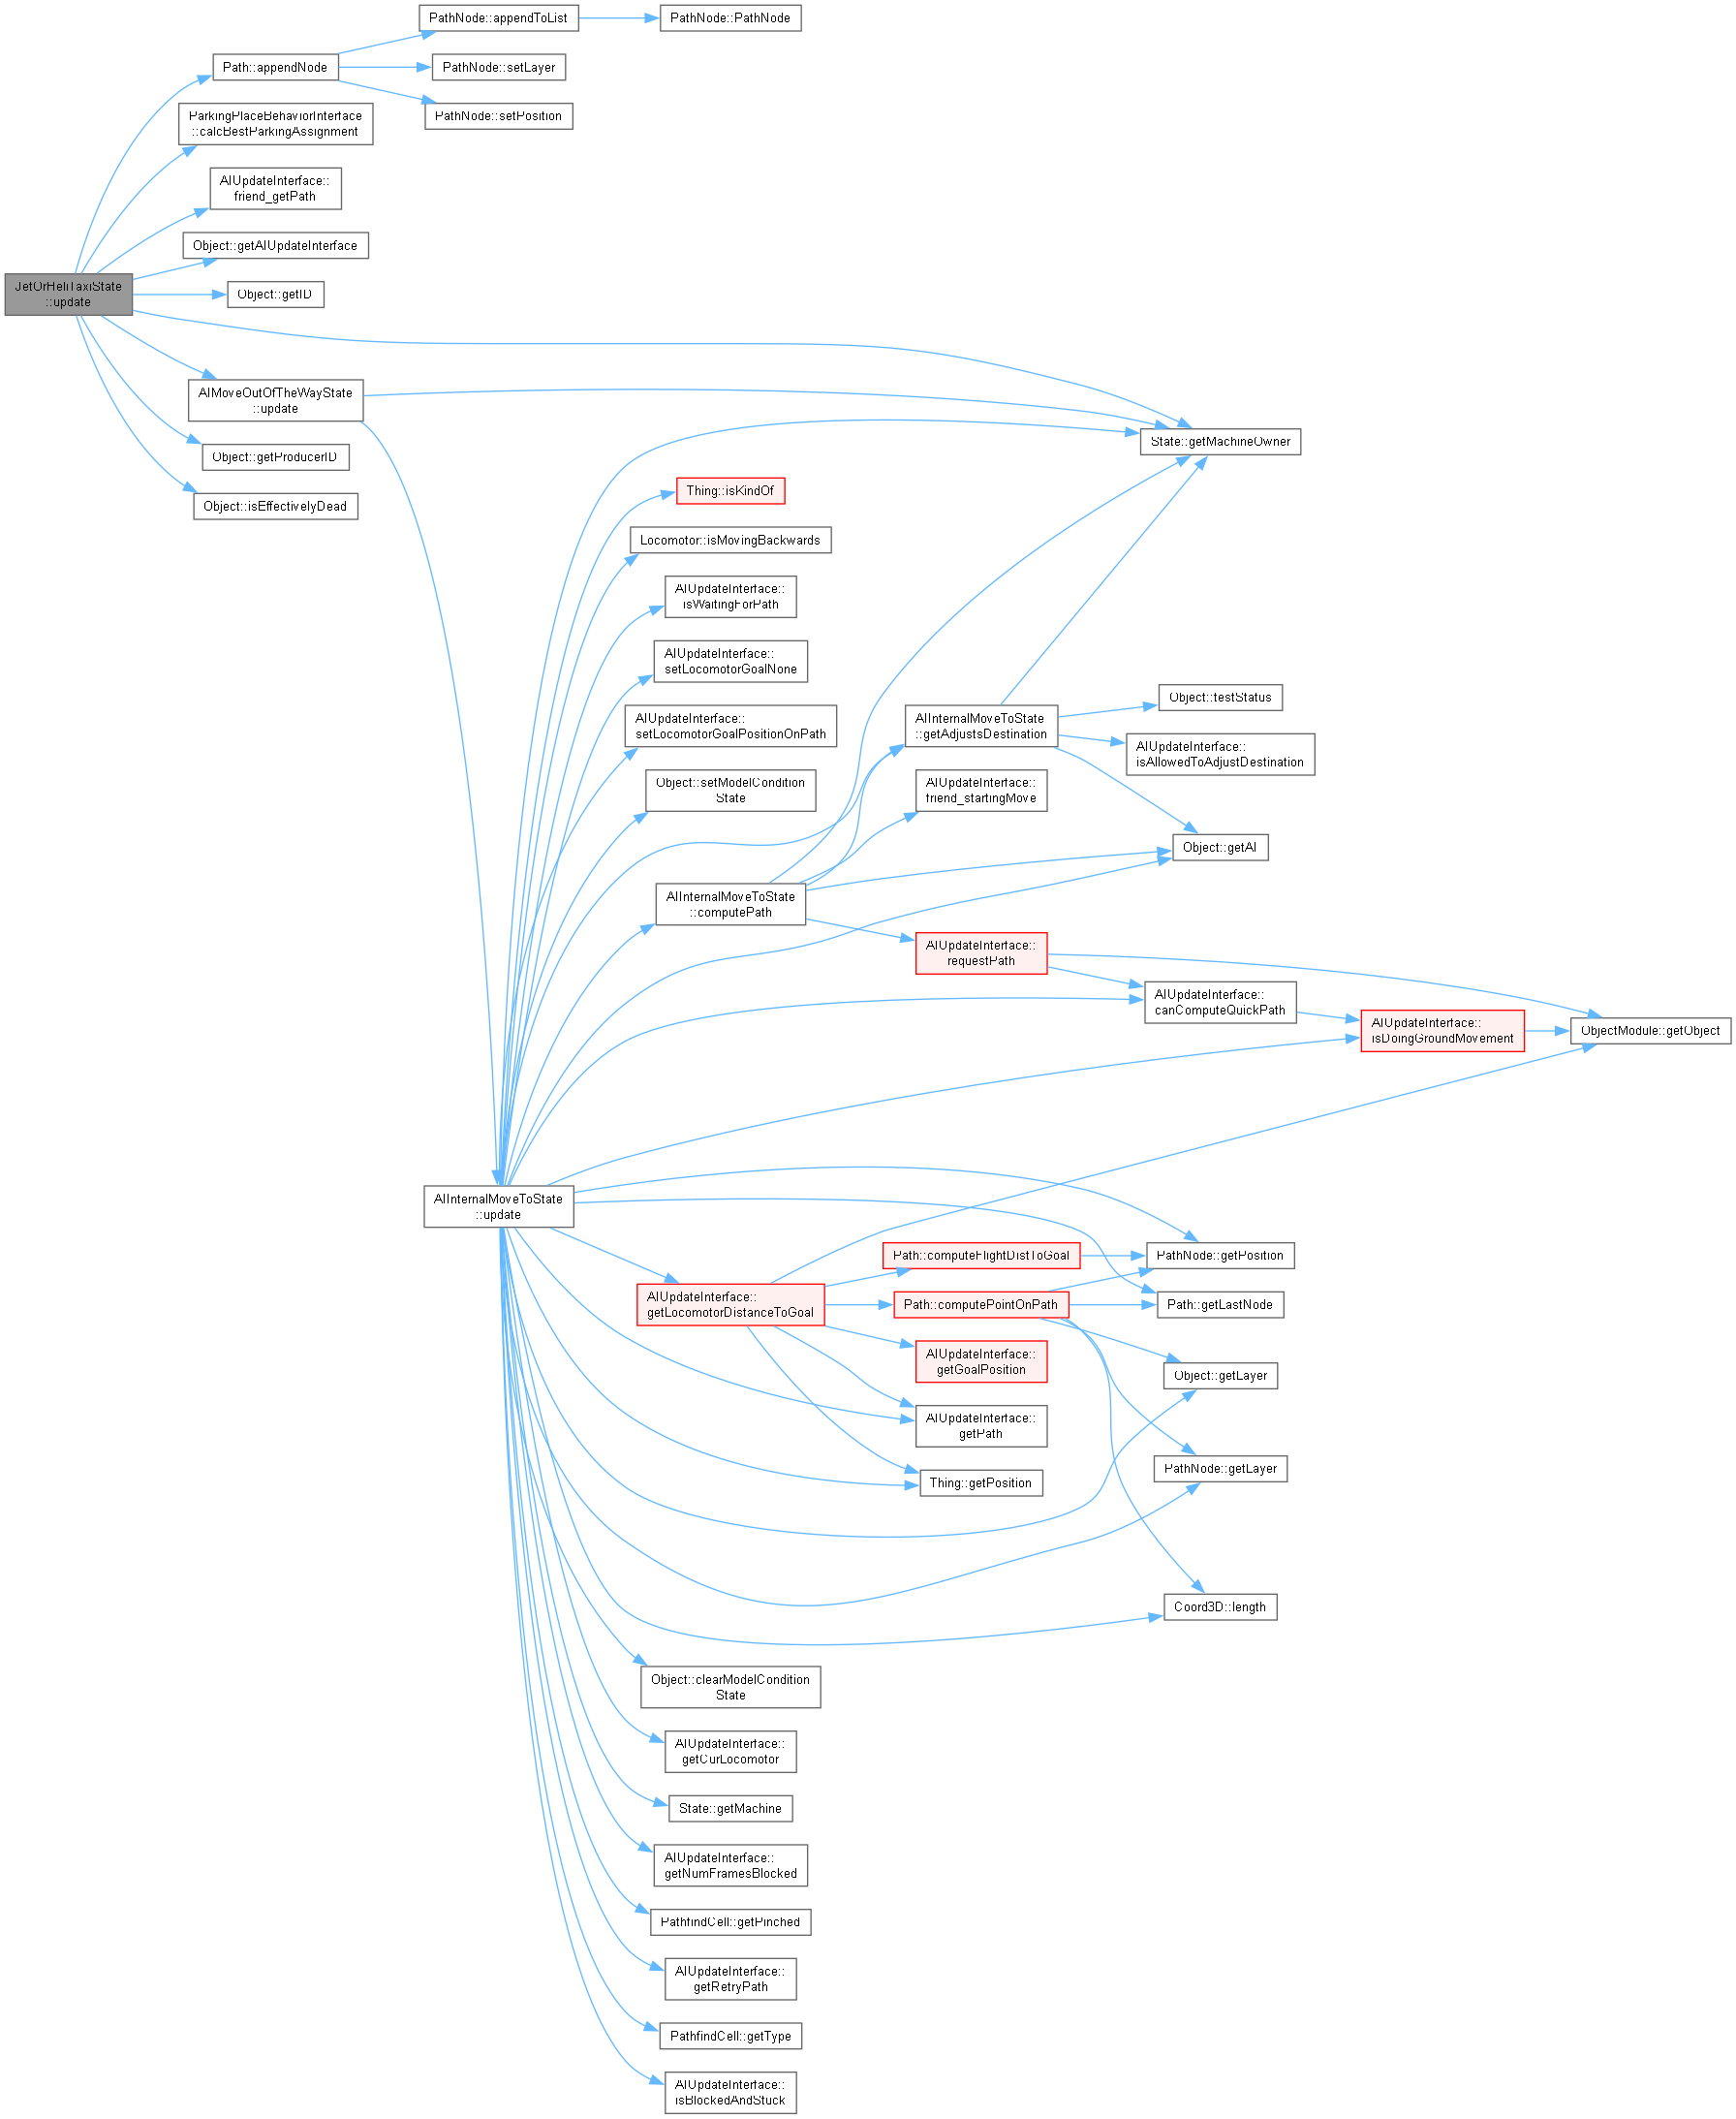 PathNode::appendToList
PathNode::PathNode
Path::appendNode
PathNode::setLayer
PathNode::setPosition
ParkingPlaceBehaviorInterface
::calcBestParkingAssignment
AIUpdateInterface::
friend_getPath
Object::getAIUpdateInterface
JetOrHeliTaxiState
::update
Object::getID
AIMoveOutOfTheWayState
::update
Object::getProducerID
Object::isEffectivelyDead
State::getMachineOwner
Thing::isKindOf
Locomotor::isMovingBackwards
AIUpdateInterface::
isWaitingForPath
AIUpdateInterface::
setLocomotorGoalNone
AIUpdateInterface::
setLocomotorGoalPositionOnPath
Object::setModelCondition
State
AIInternalMoveToState
::getAdjustsDestination
Object::testStatus
AIUpdateInterface::
isAllowedToAdjustDestination
AIUpdateInterface::
friend_startingMove
Object::getAI
AIInternalMoveToState
::computePath
AIUpdateInterface::
requestPath
AIUpdateInterface::
canComputeQuickPath
AIUpdateInterface::
isDoingGroundMovement
ObjectModule::getObject
AIInternalMoveToState
::update
AIUpdateInterface::
getLocomotorDistanceToGoal
Path::computeFlightDistToGoal
PathNode::getPosition
Path::computePointOnPath
Path::getLastNode
AIUpdateInterface::
getGoalPosition
Object::getLayer
AIUpdateInterface::
getPath
Thing::getPosition
PathNode::getLayer
Coord3D::length
Object::clearModelCondition
State
AIUpdateInterface::
getCurLocomotor
State::getMachine
AIUpdateInterface::
getNumFramesBlocked
PathfindCell::getPinched
AIUpdateInterface::
getRetryPath
PathfindCell::getType
AIUpdateInterface::
isBlockedAndStuck